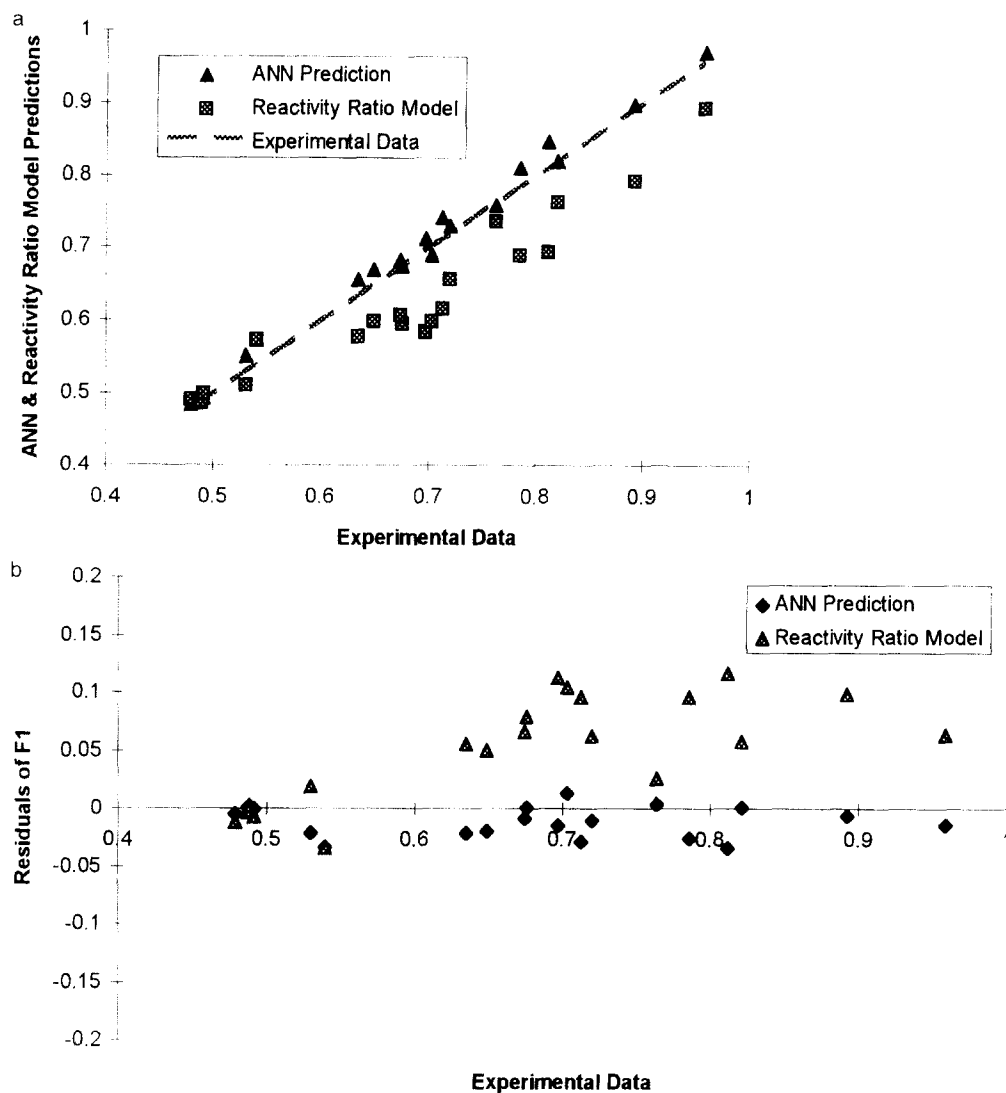 a
ANN & Reactivity Ratio Model Predictions
1
0.9
0.8
0.7
0.6
0.5
0.4
ANN Prediction
Reactivity Ratio Model
Experimental Data
0.4
0.5
0.6
0.7
0.8
0.9
1
Experimental Data
b
Residuals of F1
0.2
0.15
0.1
0.05
0
-0.05
-0.1
-0.15
-0.2
ANN Prediction
Reactivity Ratio Model
0.4
0.5
0.6
0.7
0.8
0.9
1
Experimental Data